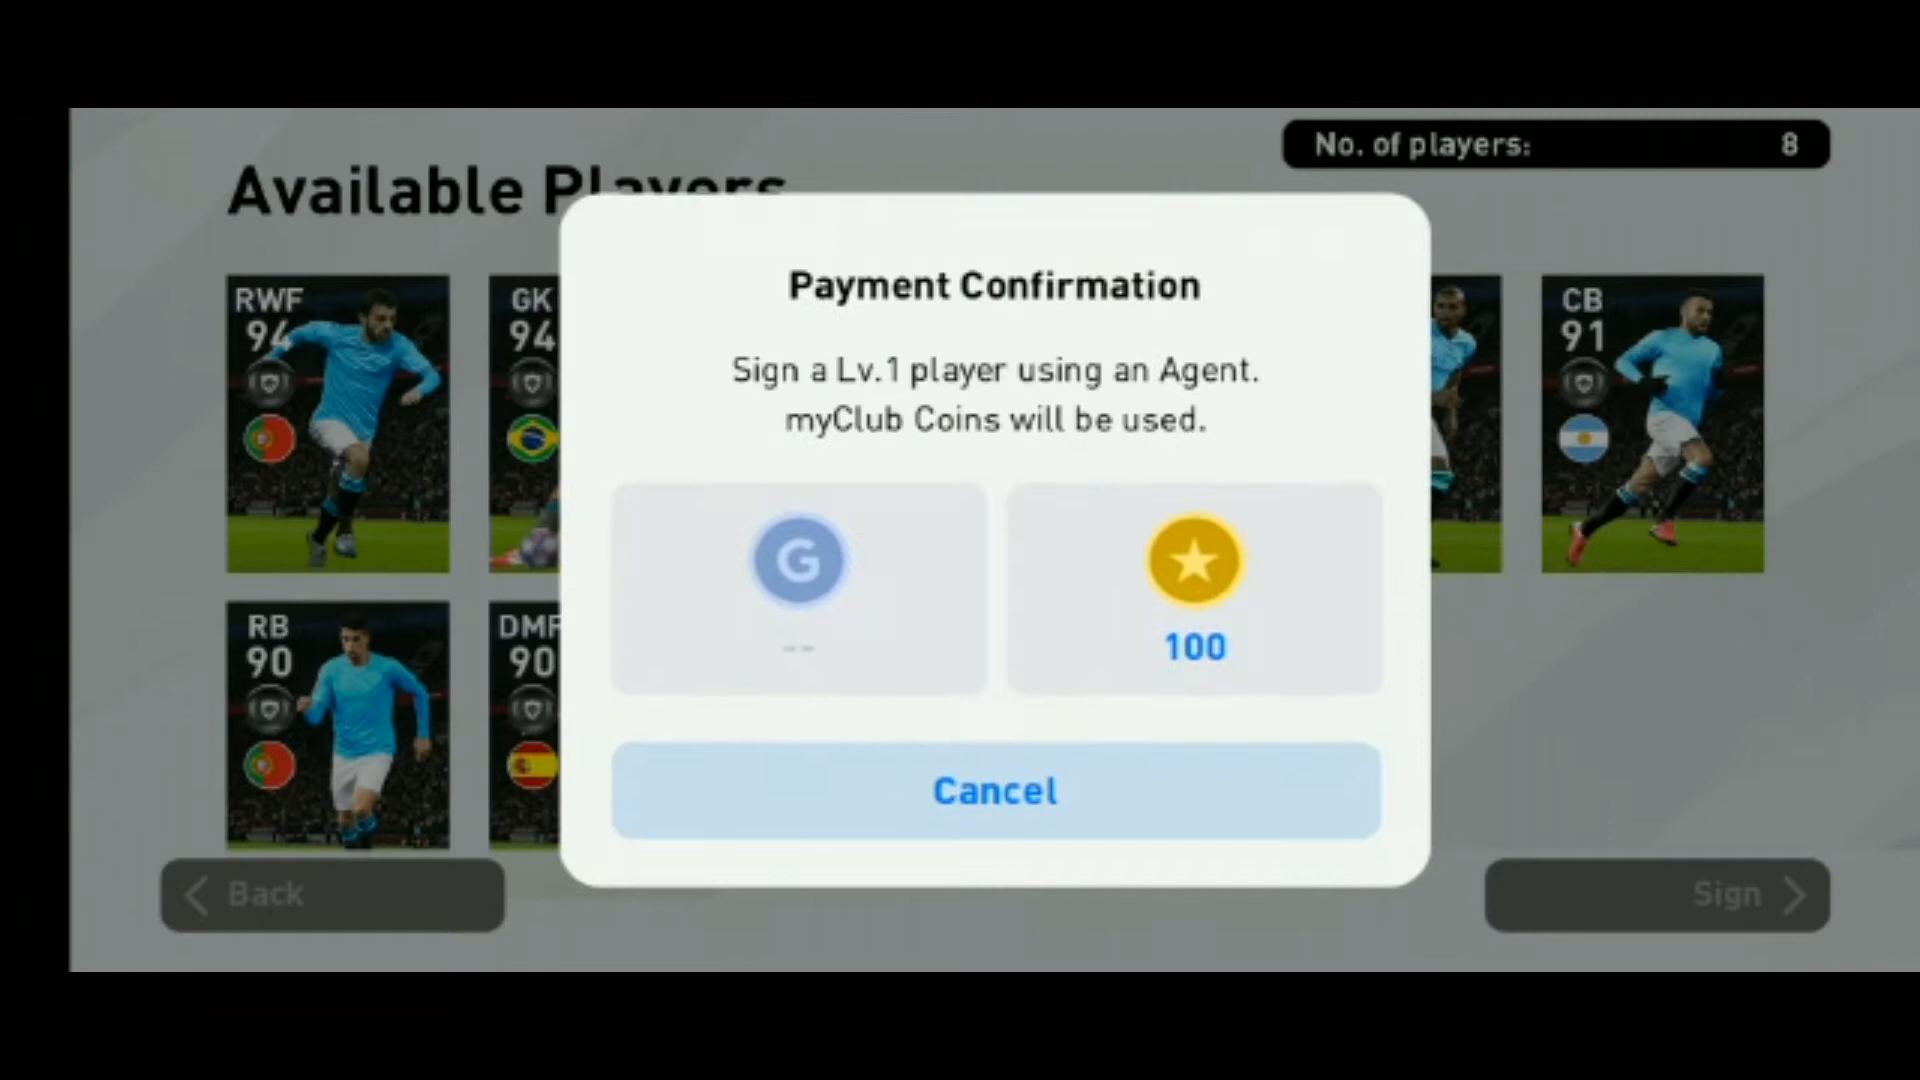 No. of players: 8
Available Players
Payment Confirmation
Sign a Lv.1 player using an Agent.
myClub Coins will be used.
RWF
94
GK
94
CB
91
G
--
100
RB
90
DMF
90
Cancel
Back
Sign